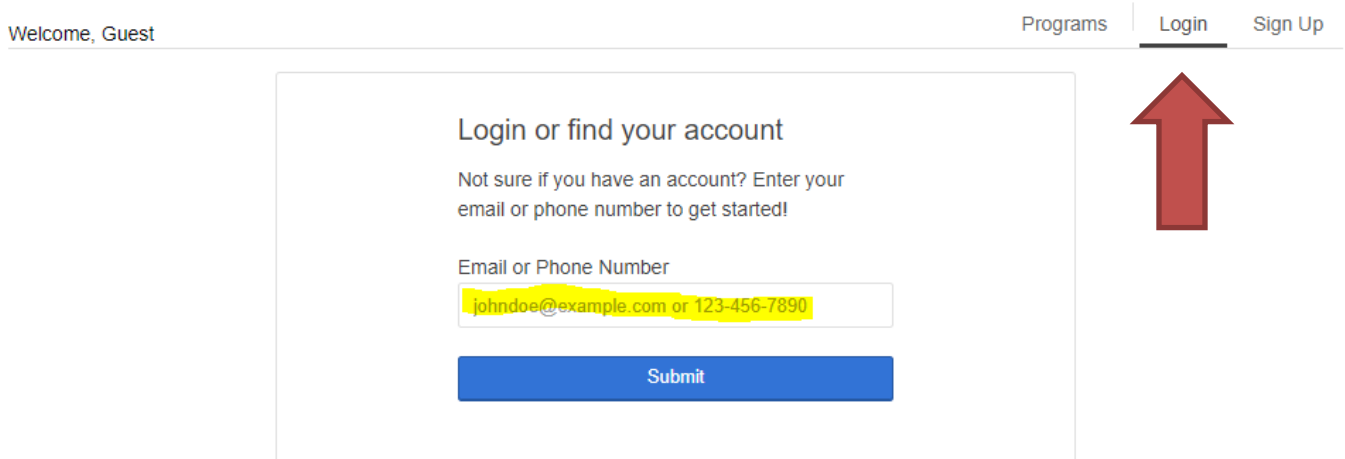 Welcome, Guest
Programs
Login
Sign Up
Login or find your account
Not sure if you have an account? Enter your
email or phone number to get started!
Email or Phone Number
johndoe@example.com or 123-456-7890
Submit